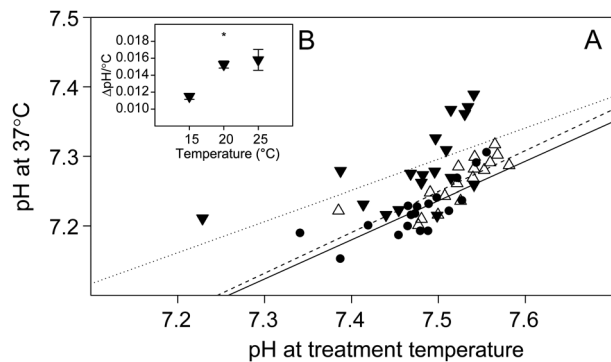 B
A
ΔpH/°C
0.018
0.016
0.014
0.012
0.010
*
15 20 25
Temperature (°C)
pH at 37°C
7.5
7.4
7.3
7.2
7.2 7.3 7.4 7.5 7.6
pH at treatment temperature